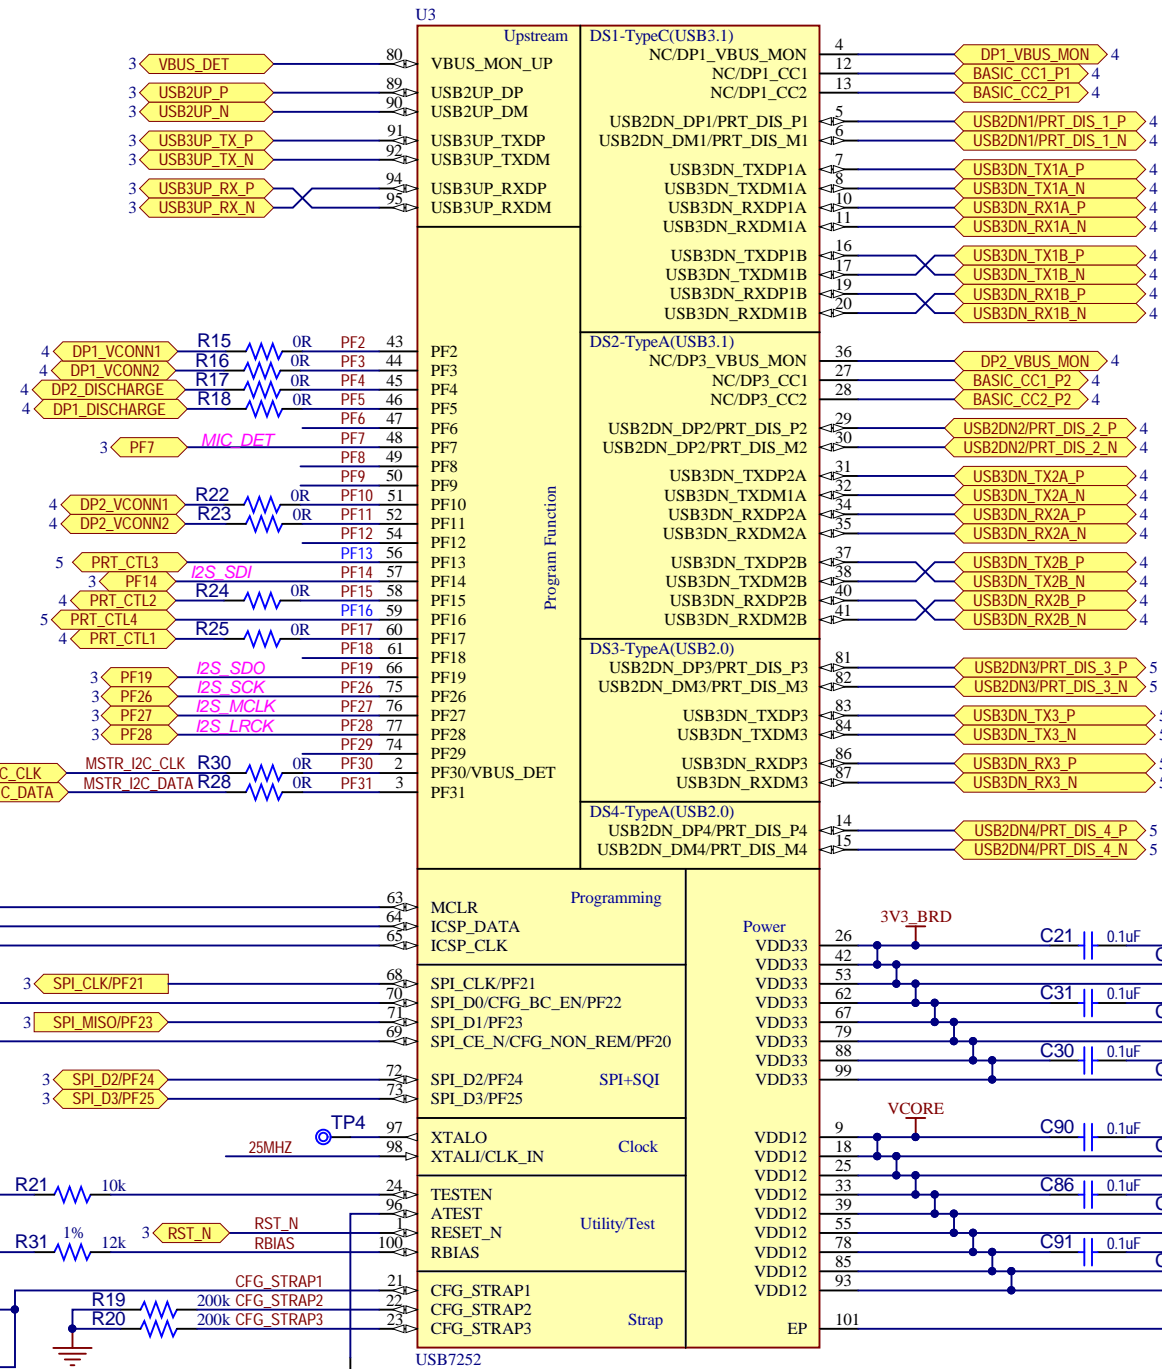 U3
Upstream
3 VBUS_DET 80 VBUS_MON_UP
3 USB2UP_P 89 USB2UP_DP
3 USB2UP_N 90 USB2UP_DM
3 USB3UP_TX_P 91 USB3UP_TXDP
3 USB3UP_TX_N 92 USB3UP_TXDM
3 USB3UP_RX_P 94 USB3UP_RXDP
3 USB3UP_RX_N 95 USB3UP_RXDM
DS1-TypeC(USB3.1)
NC/DP1_VBUS_MON 4 DP1_VBUS_MON 4
NC/DP1_CC1 12 BASIC_CC1_P1 4
NC/DP1_CC2 13 BASIC_CC2_P1 4
USB2DN_DP1/PRT_DIS_P1 5 USB2DN1/PRT_DIS_1_P 4
USB2DN_DM1/PRT_DIS_M1 6 USB2DN1/PRT_DIS_1_N 4
USB3DN_TXDP1A 7 USB3DN_TX1A_P 4
USB3DN_TXDM1A 8 USB3DN_TX1A_N 4
USB3DN_RXDP1A 10 USB3DN_RX1A_P 4
USB3DN_RXDM1A 11 USB3DN_RX1A_N 4
USB3DN_TXDP1B 16 USB3DN_TX1B_P 4
USB3DN_TXDM1B 17 USB3DN_TX1B_N 4
USB3DN_RXDP1B 19 USB3DN_RX1B_P 4
USB3DN_RXDM1B 20 USB3DN_RX1B_N 4
Program Function
4 DP1_VCONN1 R15 0R PF2 43 PF2
4 DP1_VCONN2 R16 0R PF3 44 PF3
4 DP2_DISCHARGE R17 0R PF4 45 PF4
4 DP1_DISCHARGE R18 0R PF5 46 PF5
PF6 47 PF6
3 PF7 MIC_DET PF7 48 PF7
PF8 49 PF8
PF9 50 PF9
4 DP2_VCONN1 R22 0R PF10 51 PF10
4 DP2_VCONN2 R23 0R PF11 52 PF11
PF12 54 PF12
5 PRT_CTL3 PF13 56 PF13
3 PF14 I2S_SDI PF14 57 PF14
4 PRT_CTL2 R24 0R PF15 58 PF15
5 PRT_CTL4 PF16 59 PF16
4 PRT_CTL1 R25 0R PF17 60 PF17
PF18 61 PF18
3 PF19 I2S_SDO PF19 66 PF19
3 PF26 I2S_SCK PF26 75 PF26
3 PF27 I2S_MCLK PF27 76 PF27
3 PF28 I2S_LRCK PF28 77 PF28
PF29 74 PF29
C_CLK MSTR_I2C_CLK R30 0R PF30 2 PF30/VBUS_DET
C_DATA MSTR_I2C_DATA R28 0R PF31 3 PF31
DS2-TypeA(USB3.1)
NC/DP3_VBUS_MON 36 DP2_VBUS_MON 4
NC/DP3_CC1 27 BASIC_CC1_P2 4
NC/DP3_CC2 28 BASIC_CC2_P2 4
USB2DN_DP2/PRT_DIS_P2 29 USB2DN2/PRT_DIS_2_P 4
USB2DN_DP2/PRT_DIS_M2 30 USB2DN2/PRT_DIS_2_N 4
USB3DN_TXDP2A 31 USB3DN_TX2A_P 4
USB3DN_TXDM1A 32 USB3DN_TX2A_N 4
USB3DN_RXDP2A 34 USB3DN_RX2A_P 4
USB3DN_RXDM2A 35 USB3DN_RX2A_N 4
USB3DN_TXDP2B 37 USB3DN_TX2B_P 4
USB3DN_TXDM2B 38 USB3DN_TX2B_N 4
USB3DN_RXDP2B 40 USB3DN_RX2B_P 4
USB3DN_RXDM2B 41 USB3DN_RX2B_N 4
DS3-TypeA(USB2.0)
USB2DN_DP3/PRT_DIS_P3 81 USB2DN3/PRT_DIS_3_P 5
USB2DN_DM3/PRT_DIS_M3 82 USB2DN3/PRT_DIS_3_N 5
USB3DN_TXDP3 83 USB3DN_TX3_P
USB3DN_TXDM3 84 USB3DN_TX3_N
USB3DN_RXDP3 86 USB3DN_RX3_P
USB3DN_RXDM3 87 USB3DN_RX3_N
DS4-TypeA(USB2.0)
USB2DN_DP4/PRT_DIS_P4 14 USB2DN4/PRT_DIS_4_P 5
USB2DN_DM4/PRT_DIS_M4 15 USB2DN4/PRT_DIS_4_N 5
Programming
63 MCLR
64 ICSP_DATA
65 ICSP_CLK
3 SPI_CLK/PF21 68 SPI_CLK/PF21
70 SPI_D0/CFG_BC_EN/PF22
3 SPI_MISO/PF23 71 SPI_D1/PF23
69 SPI_CE_N/CFG_NON_REM/PF20
3 SPI_D2/PF24 72 SPI_D2/PF24
SPI+SQI
3 SPI_D3/PF25 73 SPI_D3/PF25
TP4 97 XTALO
Clock
25MHZ 98 XTALI/CLK_IN
R21 10k 24 TESTEN
96 ATEST
Utility/Test
3 RST_N RST_N 1 RESET_N
R31 1% 12k RBIAS 100 RBIAS
CFG_STRAP1 21 CFG_STRAP1
R19 200k CFG_STRAP2 22 CFG_STRAP2
R20 200k CFG_STRAP3 23 CFG_STRAP3
Strap
Power
3V3_BRD
VDD33 26 C21 0.1uF
VDD33 42
VDD33 53
VDD33 62 C31 0.1uF
VDD33 67
VDD33 79
VDD33 88 C30 0.1uF
VDD33 99
VCORE
VDD12 9 C90 0.1uF
VDD12 18
VDD12 25
VDD12 33 C86 0.1uF
VDD12 39
VDD12 55
VDD12 78 C91 0.1uF
VDD12 85
VDD12 93
EP 101
USB7252